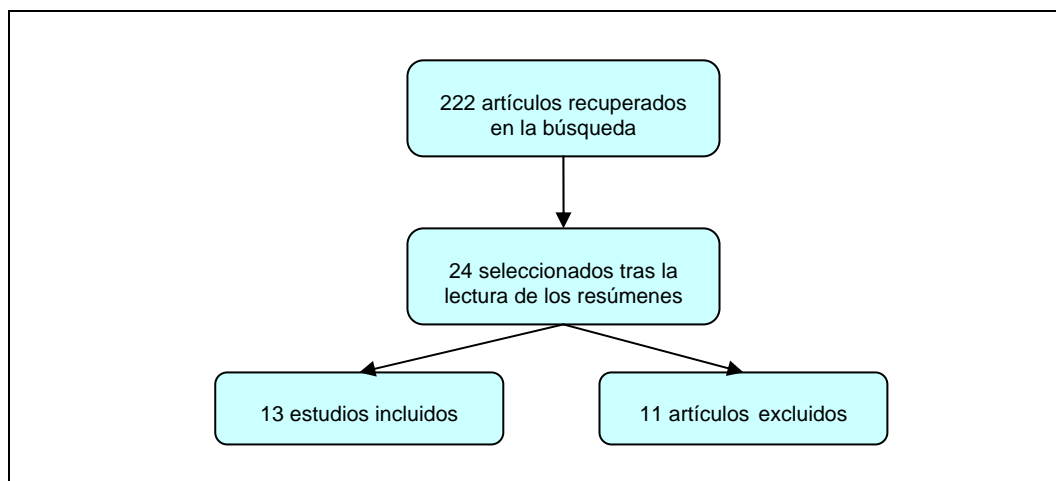 222 artículos recuperados
en la búsqueda
24 seleccionados tras la
lectura de los resúmenes
13 estudios incluidos
11 artículos excluidos